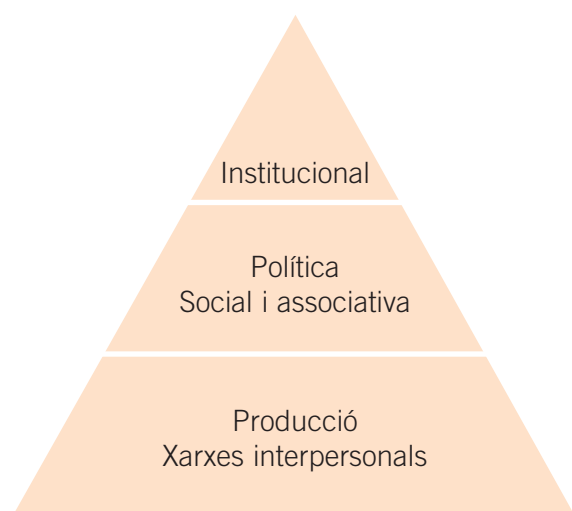 Institucional
Política
Social i associativa
Producció
Xarxes interpersonals